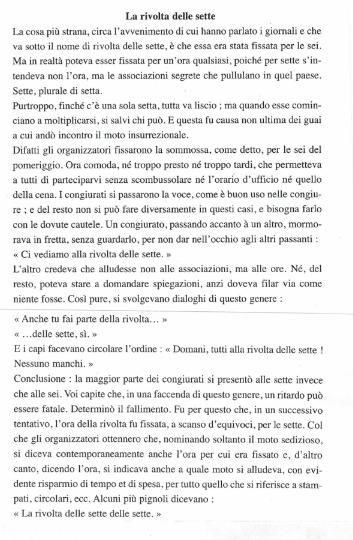 La rivolta delle sette
La cosa più strana, circa l'avvenimento di cui hanno parlato i giornali e che
va sotto il nome di rivolta delle sette, è che essa era stata fissata per le sei.
Ma in realtà poteva esser fissata per un'ora qualsiasi, poiché per sette s'in-
tendeva non l'ora, ma le associazioni segrete che pullulano in quel paese.
Sette, plurale di setta.
Purtroppo, finché c'è una sola setta, tutta va liscio ; ma quando esse comin-
ciano a moltiplicarsi, si salvi chi può. E questa fu causa non ultima dei guai
a cui andò incontro il moto insurrezionale.
Difatti gli organizzatori fissarono la sommossa, come detto, per le sei del
pomeriggio. Ora comoda, né troppo presto né troppo tardi, che permetteva
a tutti di parteciparvi senza scombussolare né l'orario d'ufficio né quello
della cena. I congiurati si passarono la voce, come è buon uso nelle congiu-
re ; e del resto non si può fare diversamente in questi casi, e bisogna farlo
con le dovute cautele. Un congiurato, passando accanto à un altro, mormo-
rava in fretta, senza guardarlo, per non dar nell'occhio agli altri passanti :
« Ci vediamo alla rivolta delle sette. »
L'altro credeva che alludesse non alle associazioni, ma alle ore. Né, del
resto, poteva stare a domandare spiegazioni, anzi doveva filar via come
niente fosse. Così pure, si svolgevano dialoghi di questo genere :
« Anche tu fai parte della rivolta… »
« …delle sette, sì. »
E i capi facevano circolare l'ordine : « Domani, tutti alla rivolta delle sette !
Nessuno manchi. »
Conclusione : la maggior parte dei congiurati si presentò alle sette invece
che alle sei. Voi capite che, in una faccenda di questo genere, un ritardo può
essere fatale. Determinò il fallimento. Fu per questo che, in un successivo
tentativo, l'ora della rivolta fu fissata, a scanso d'equivoci, per le sette. Col
che gli organizzatori ottennero che, nominando soltanto il moto sedizioso,
si diceva contemporaneamente anche l'ora per cui era fissato e, d'altro
canto, dicendo l'ora, si indicava anche a quale moto si alludeva, con evi-
dente risparmio di tempo et di spesa, per tutto quello che si riferisce a stam-
pati, circolari, ecc. Alcuni più pignoli dicevano :
« La rivolta delle sette delle sette. »